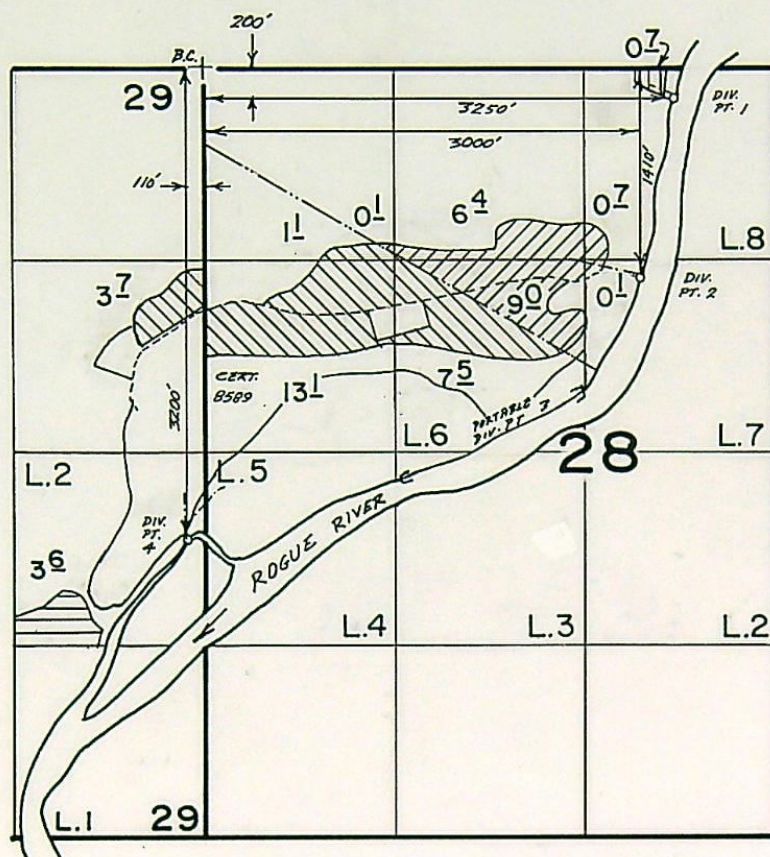 200'
B.C.
0 7
29
3250'
DIV.
PT. 1
3000'
110'
1410'
1 1
0 1
6 4
0 7
L.8
3 7
9 0
0 1
DIV.
PT. 2
CERT.
8589
13 1
7 5
3200'
PORTABLE
DIV. PT 3
L.6
28
L.7
L.2
L.5
DIV.
PT.
4
ROGUE RIVER
3 6
L.4
L.3
L.2
L.1
29